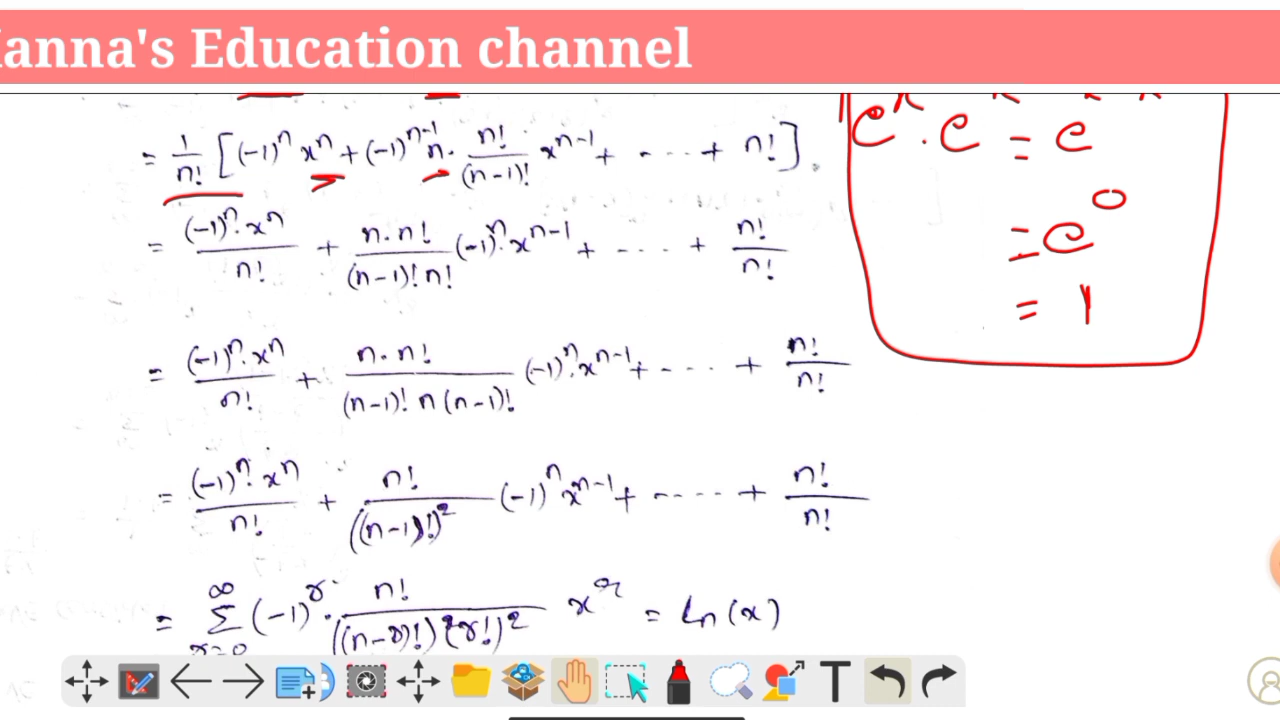 anna's Education channel
= 1/n! [(-1)^n x^n + (-1)^{n-1} n. n!/(n-1)! x^{n-1} + .... + n!].
= (-1)^n. x^n/n! + n.n!/(n-1)! n! (-1)^n. x^{n-1} + .... + n!/n!
= (-1)^n. x^n/n! + n.n!/(n-1)! n (n-1)! (-1)^n. x^{n-1} + .... + n!/n!
= (-1)^n. x^n/n! + n!/((n-1)!)^2 (-1)^n x^{n-1} + .... + n!/n!
= ∞ Σ r=0 (-1)^r. n!/((n-r)!)^2 (r!)^2 x^r = Ln(x)
e^x . e = e
= e^0
= 1
T